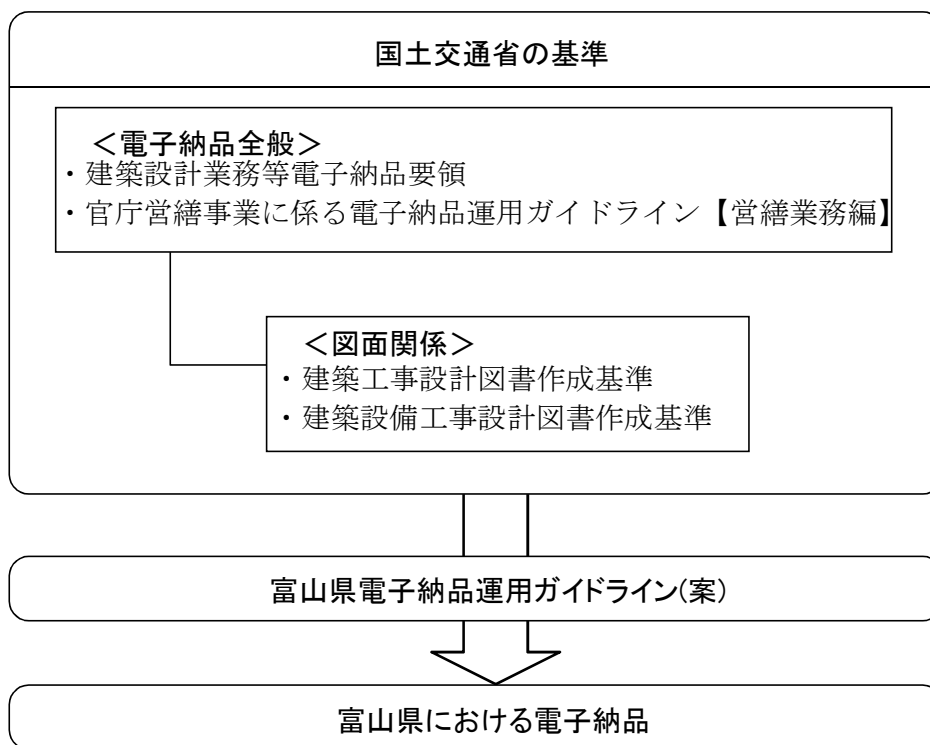 国土交通省の基準
＜電子納品全般＞
・建築設計業務等電子納品要領
・官庁営繕事業に係る電子納品運用ガイドライン【営繕業務編】
＜図面関係＞
・建築工事設計図書作成基準
・建築設備工事設計図書作成基準
富山県電子納品運用ガイドライン(案)
富山県における電子納品